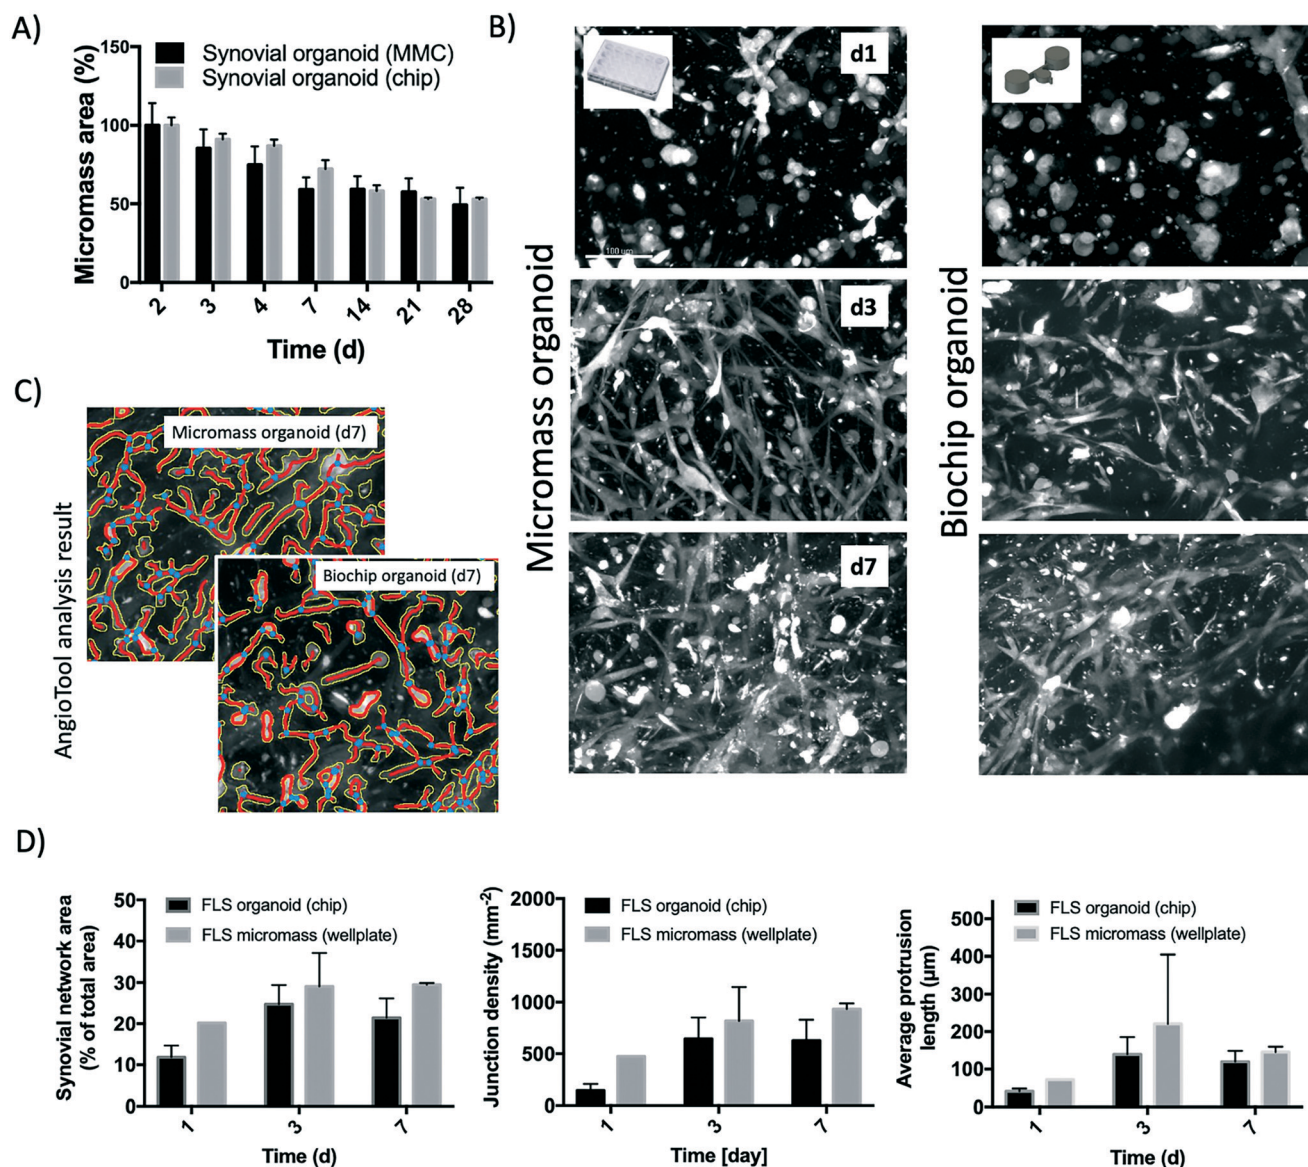 A)
150
100
50
0
Micromass area (%)
Synovial organoid (MMC)
Synovial organoid (chip)
2 3 4 7 14 21 28
Time (d)
B)
Micromass organoid
d1
100 um
d3
d7
Biochip organoid
C)
AngioTool analysis result
Micromass organoid (d7)
Biochip organoid (d7)
D)
Synovial network area
(% of total area)
50
40
30
20
10
0
FLS organoid (chip)
FLS micromass (wellplate)
1 3 7
Time (d)
Junction density (mm-2)
2000
1500
1000
500
0
FLS organoid (chip)
FLS micromass (wellplate)
1 3 7
Time [day]
Average protrusion
length (µm)
500
400
300
200
100
0
FLS organoid (chip)
FLS micromass (wellplate)
1 3 7
Time (d)